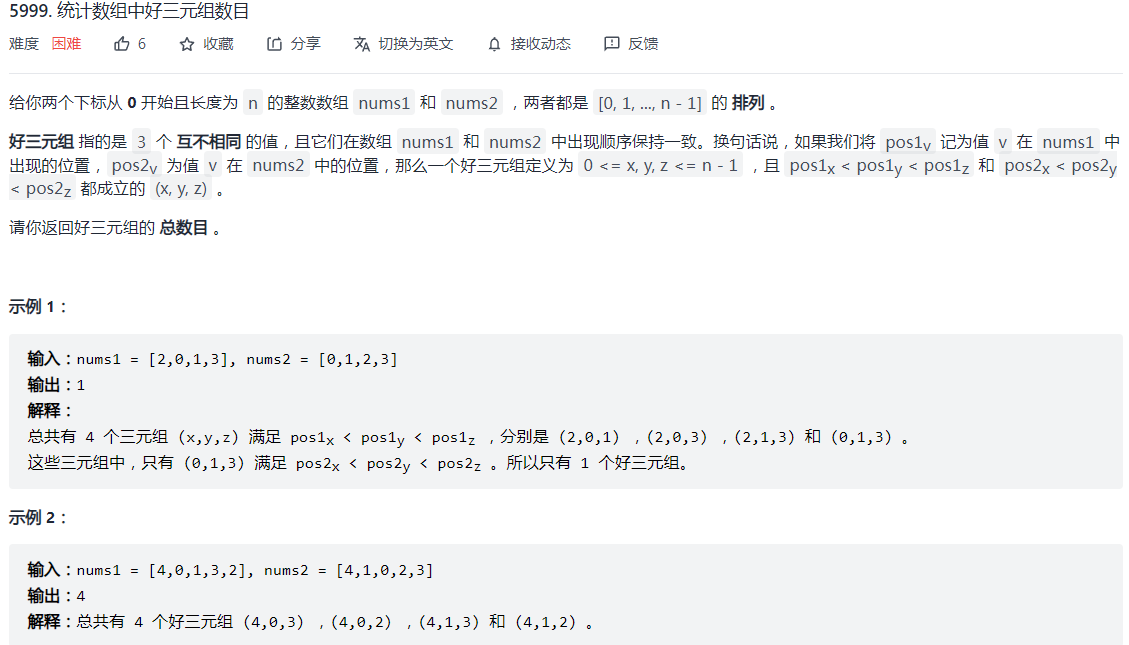 5999. 统计数组中好三元组数目
难度 困难 6 收藏 分享 切换为英文 接收动态 反馈
给你两个下标从 0 开始且长度为 n 的整数数组 nums1 和 nums2 ，两者都是 [0, 1, ..., n - 1] 的 排列 。
好三元组 指的是 3 个 互不相同 的值，且它们在数组 nums1 和 nums2 中出现顺序保持一致。换句话说，如果我们将 pos1v 记为值 v 在 nums1 中
出现的位置，pos2v 为值 v 在 nums2 中的位置，那么一个好三元组定义为 0 <= x, y, z <= n - 1 ，且 pos1x < pos1y < pos1z 和 pos2x < pos2y
< pos2z 都成立的 (x, y, z) 。
请你返回好三元组的 总数目 。
示例 1：
输入：nums1 = [2,0,1,3], nums2 = [0,1,2,3]
输出：1
解释：
总共有 4 个三元组 (x,y,z) 满足 pos1x < pos1y < pos1z ，分别是 (2,0,1) ，(2,0,3) ，(2,1,3) 和 (0,1,3) 。
这些三元组中，只有 (0,1,3) 满足 pos2x < pos2y < pos2z 。所以只有 1 个好三元组。
示例 2：
输入：nums1 = [4,0,1,3,2], nums2 = [4,1,0,2,3]
输出：4
解释：总共有 4 个好三元组 (4,0,3) ，(4,0,2) ，(4,1,3) 和 (4,1,2) 。